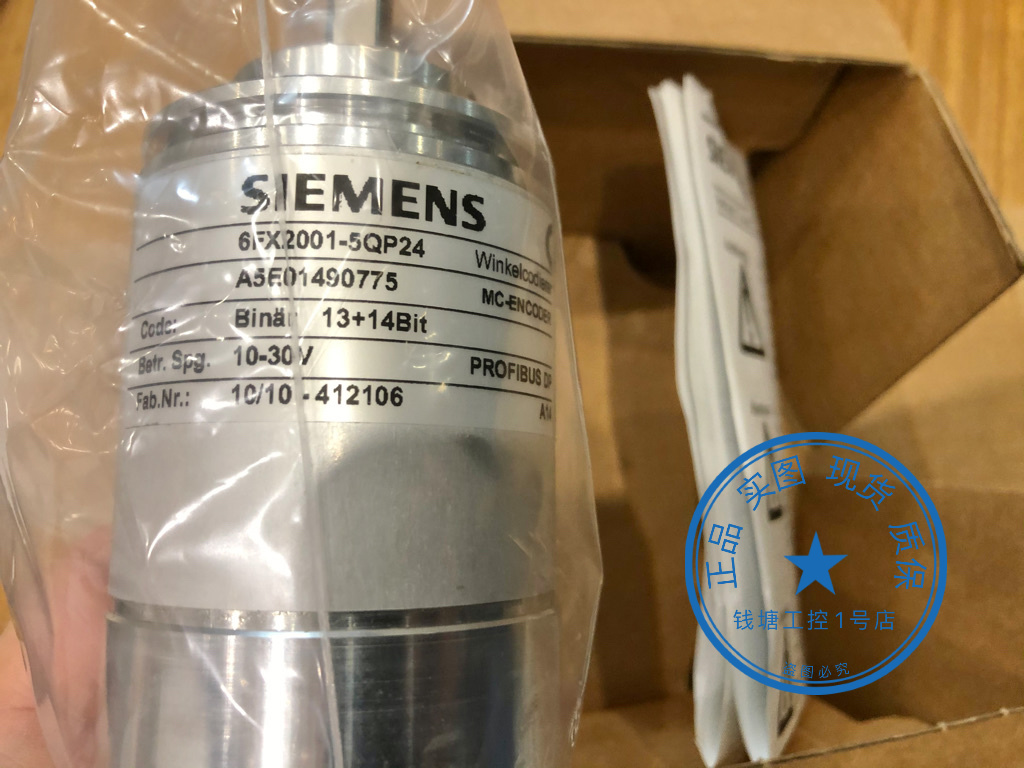 SIEMENS
6FX2001-5QP24
Winkelcodierer
A5E01490775
MC-ENCODER
Code: Binär 13+14Bit
Betr. Spg. 10-30V
PROFIBUS DP
Fab.Nr.: 10/10 - 412106
正品 实图 现货 质保
钱塘工控1号店
盗图必究